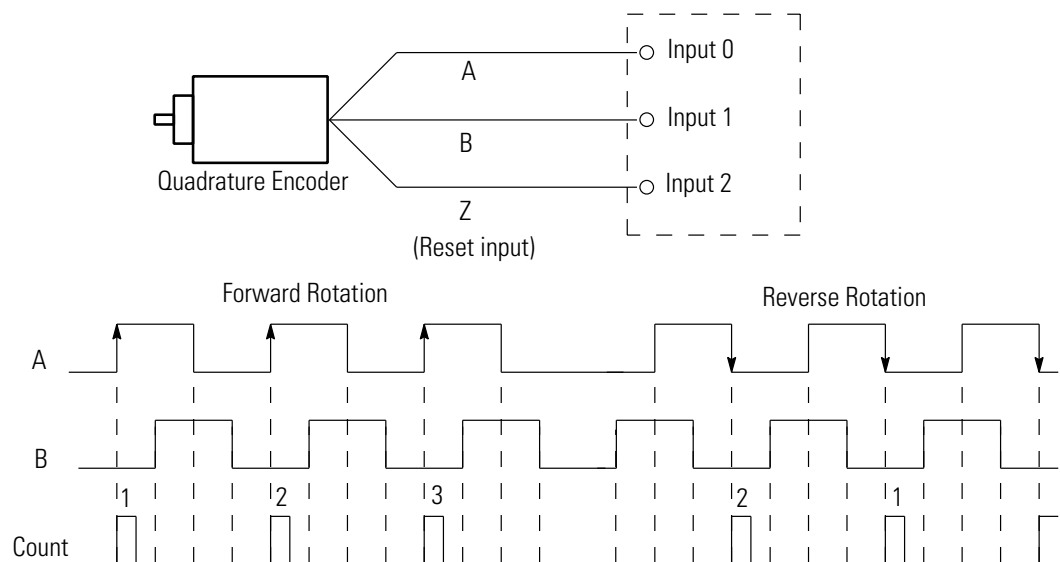 Input 0
A
Input 1
B
Quadrature Encoder
Input 2
Z
(Reset input)
Forward Rotation
Reverse Rotation
A
B
1
2
3
2
1
Count